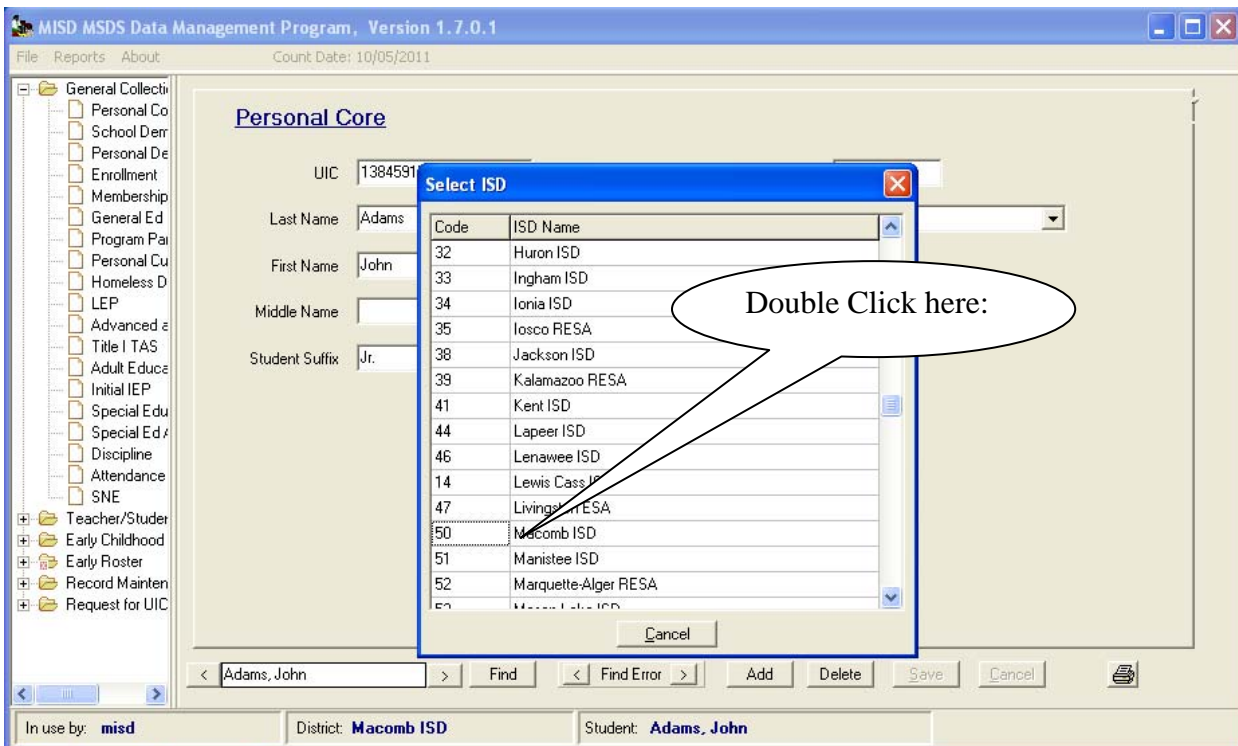 MISD MSDS Data Management Program, Version 1.7.0.1
File Reports About Count Date: 10/05/2011
General Collecti
Personal Co
School Dem
Personal De
Enrollment
Membership
General Ed
Program Par
Personal Cu
Homeless D
LEP
Advanced a
Title I TAS
Adult Educa
Initial IEP
Special Edu
Special Ed A
Discipline
Attendance
SNE
Teacher/Studer
Early Childhood
Early Roster
Record Mainten
Request for UIC
Personal Core
UIC 1384591
Last Name Adams
First Name John
Middle Name
Student Suffix Jr.
Select ISD
Code ISD Name
32 Huron ISD
33 Ingham ISD
34 Ionia ISD
35 Iosco RESA
38 Jackson ISD
39 Kalamazoo RESA
41 Kent ISD
44 Lapeer ISD
46 Lenawee ISD
14 Lewis Cass ISD
47 Livingston RESA
50 Macomb ISD
51 Manistee ISD
52 Marquette-Alger RESA
Cancel
Double Click here:
< Adams, John > Find < Find Error > Add Delete Save Cancel
In use by: misd District: Macomb ISD Student: Adams, John